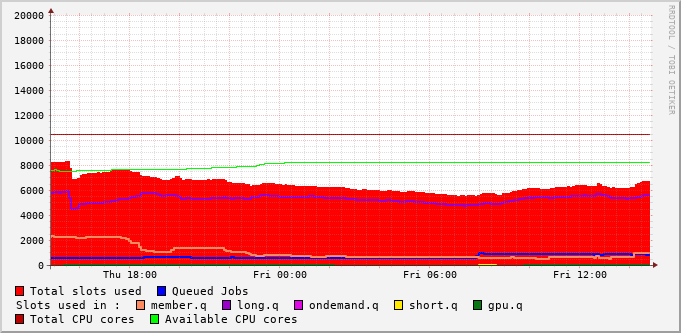 RRDTOOL / TOBI OETIKER
20000
18000
16000
14000
12000
10000
8000
6000
4000
2000
0
Thu 18:00 Fri 00:00 Fri 06:00 Fri 12:00
Total slots used Queued Jobs
Slots used in : member.q long.q ondemand.q short.q gpu.q
Total CPU cores Available CPU cores